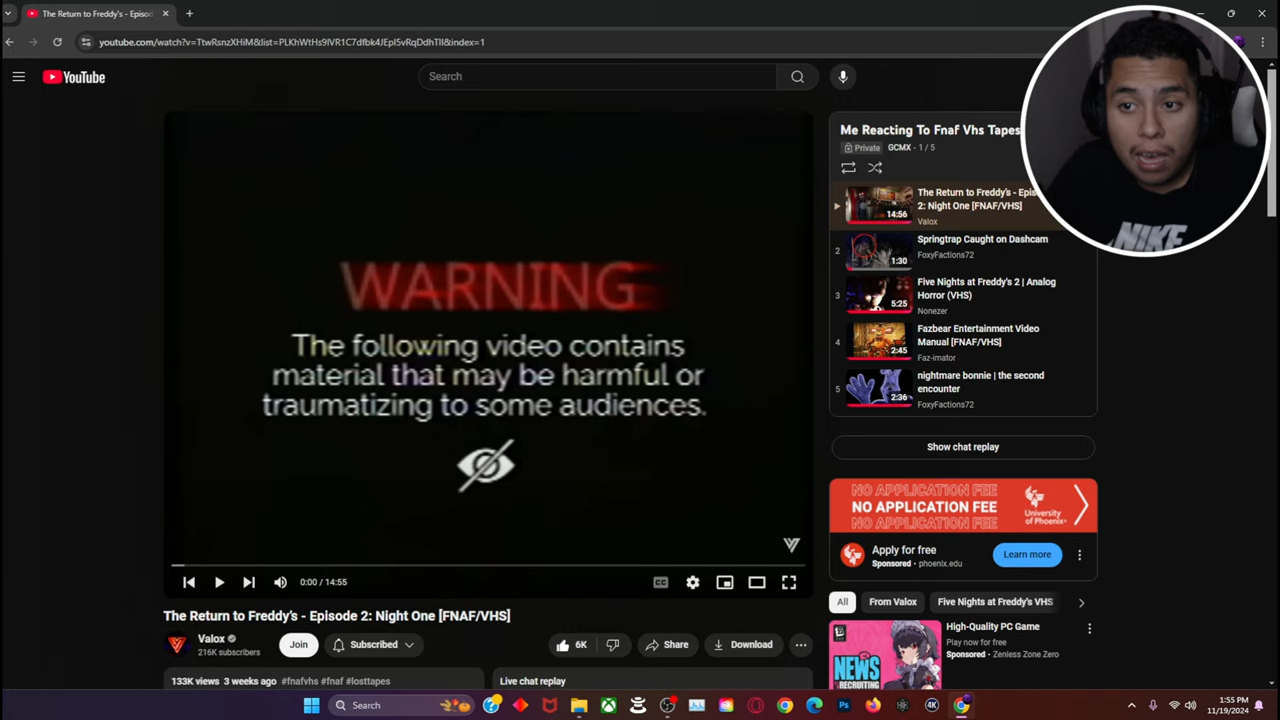 The Return to Freddy's - Episod
youtube.com/watch?v=TtwRsnzXHiM&list=PLKhWtHs9lVR1C7dfbk4JEpI5vRqDdhTlI&index=1
YouTube
Search
WARNING
The following video contains
material that may be harmful or
traumatizing to some audiences.
0:00 / 14:55
CC
The Return to Freddy's - Episode 2: Night One [FNAF/VHS]
Valox
216K subscribers
Join
Subscribed
6K
Share
Download
133K views 3 weeks ago #fnafvhs #fnaf #losttapes
Live chat replay
Me Reacting To Fnaf Vhs Tapes
Private GCMX - 1 / 5
14:56
The Return to Freddy's - Epis
2: Night One [FNAF/VHS]
Valox
2
1:30
Springtrap Caught on Dashcam
FoxyFactions72
3
5:25
Five Nights at Freddy's 2 | Analog
Horror (VHS)
Nonezer
4
2:45
Fazbear Entertainment Video
Manual [FNAF/VHS]
Faz-imator
5
2:36
nightmare bonnie | the second
encounter
FoxyFactions72
Show chat replay
NO APPLICATION FEE
NO APPLICATION FEE
NO APPLICATION FEE
University
of Phoenix
Apply for free
Sponsored · phoenix.edu
Learn more
All
From Valox
Five Nights at Freddy's VHS
NEWS
RECRUITING
High-Quality PC Game
Play now for free
Sponsored · Zenless Zone Zero
NIKE
Search
4K
1:55 PM
11/19/2024